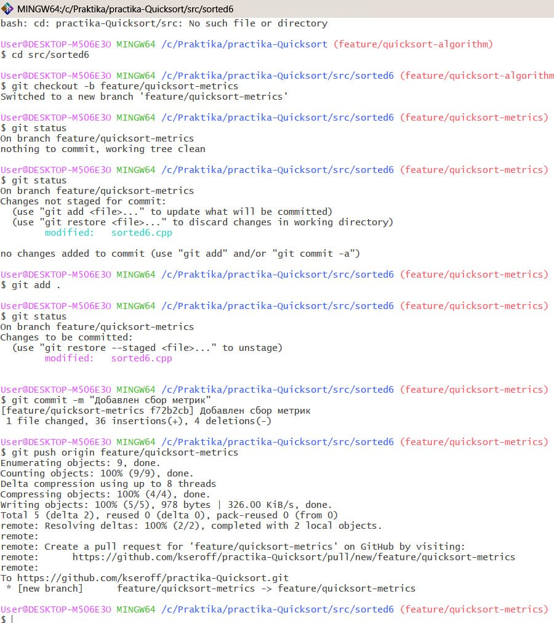 MINGW64:/c/Praktika/practika-Quicksort/src/sorted6
bash: cd: practika-Quicksort/src: No such file or directory
User@DESKTOP-M506E3O MINGW64 /c/Praktika/practika-Quicksort (feature/quicksort-algorithm)
$ cd src/sorted6
User@DESKTOP-M506E3O MINGW64 /c/Praktika/practika-Quicksort/src/sorted6 (feature/quicksort-algorithm
$ git checkout -b feature/quicksort-metrics
Switched to a new branch 'feature/quicksort-metrics'
User@DESKTOP-M506E3O MINGW64 /c/Praktika/practika-Quicksort/src/sorted6 (feature/quicksort-metrics)
$ git status
On branch feature/quicksort-metrics
nothing to commit, working tree clean
User@DESKTOP-M506E3O MINGW64 /c/Praktika/practika-Quicksort/src/sorted6 (feature/quicksort-metrics)
$ git status
On branch feature/quicksort-metrics
Changes not staged for commit:
  (use "git add <file>..." to update what will be committed)
  (use "git restore <file>..." to discard changes in working directory)
        modified:   sorted6.cpp
no changes added to commit (use "git add" and/or "git commit -a")
User@DESKTOP-M506E3O MINGW64 /c/Praktika/practika-Quicksort/src/sorted6 (feature/quicksort-metrics)
$ git add .
User@DESKTOP-M506E3O MINGW64 /c/Praktika/practika-Quicksort/src/sorted6 (feature/quicksort-metrics)
$ git status
On branch feature/quicksort-metrics
Changes to be committed:
  (use "git restore --staged <file>..." to unstage)
        modified:   sorted6.cpp
User@DESKTOP-M506E3O MINGW64 /c/Praktika/practika-Quicksort/src/sorted6 (feature/quicksort-metrics)
$ git commit -m "Добавлен сбор метрик"
[feature/quicksort-metrics f72b2cb] Добавлен сбор метрик
 1 file changed, 36 insertions(+), 4 deletions(-)
User@DESKTOP-M506E3O MINGW64 /c/Praktika/practika-Quicksort/src/sorted6 (feature/quicksort-metrics)
$ git push origin feature/quicksort-metrics
Enumerating objects: 9, done.
Counting objects: 100% (9/9), done.
Delta compression using up to 8 threads
Compressing objects: 100% (4/4), done.
Writing objects: 100% (5/5), 978 bytes | 326.00 KiB/s, done.
Total 5 (delta 2), reused 0 (delta 0), pack-reused 0 (from 0)
remote: Resolving deltas: 100% (2/2), completed with 2 local objects.
remote:
remote: Create a pull request for 'feature/quicksort-metrics' on GitHub by visiting:
remote:      https://github.com/kseroff/practika-Quicksort/pull/new/feature/quicksort-metrics
remote:
To https://github.com/kseroff/practika-Quicksort.git
 * [new branch]      feature/quicksort-metrics -> feature/quicksort-metrics
User@DESKTOP-M506E3O MINGW64 /c/Praktika/practika-Quicksort/src/sorted6 (feature/quicksort-metrics)
$